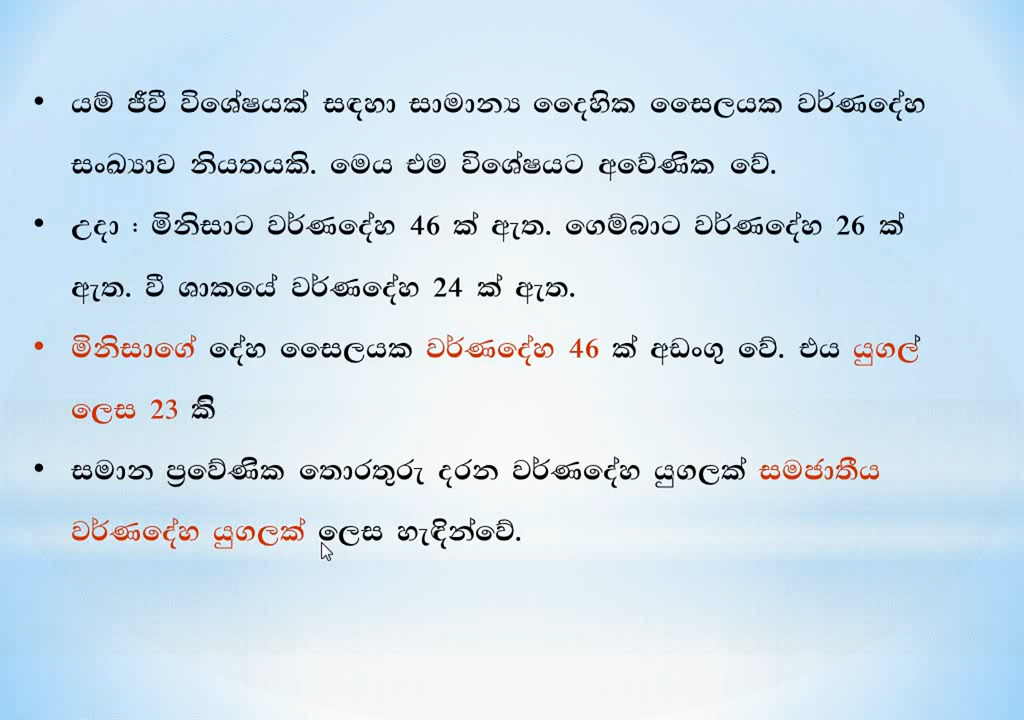 • යම් ජීවී විශේෂයක් සඳහා සාමාන්‍ය දෛහික සෛලයක වර්ණදේහ
සංඛ්‍යාව නියතයකි. මෙය එම විශේෂයට අවේණික වේ.
• උදා : මිනිසාට වර්ණදේහ 46 ක් ඇත. ගෙම්බාට වර්ණදේහ 26 ක්
ඇත. වී ශාකයේ වර්ණදේහ 24 ක් ඇත.
• මිනිසාගේ දේහ සෛලයක වර්ණදේහ 46 ක් අඩංගු වේ. එය යුගල්
ලෙස 23 කි
• සමාන ප්‍රවේණික තොරතුරු දරන වර්ණදේහ යුගලක් සමජාතීය
වර්ණදේහ යුගලක් ලෙස හැඳින්වේ.